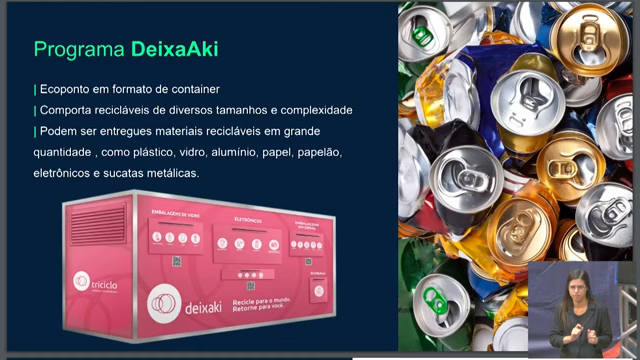 Programa DeixaAki
| Ecoponto em formato de container
| Comporta recicláveis de diversos tamanhos e complexidade
| Podem ser entregues materiais recicláveis em grande
quantidade , como plástico, vidro, alumínio, papel, papelão,
eletrônicos e sucatas metálicas.
EMBALAGENS DE VIDRO
ELETRÔNICOS
triciclo
deixaki
Recicle para o mundo.
Retorne para você.